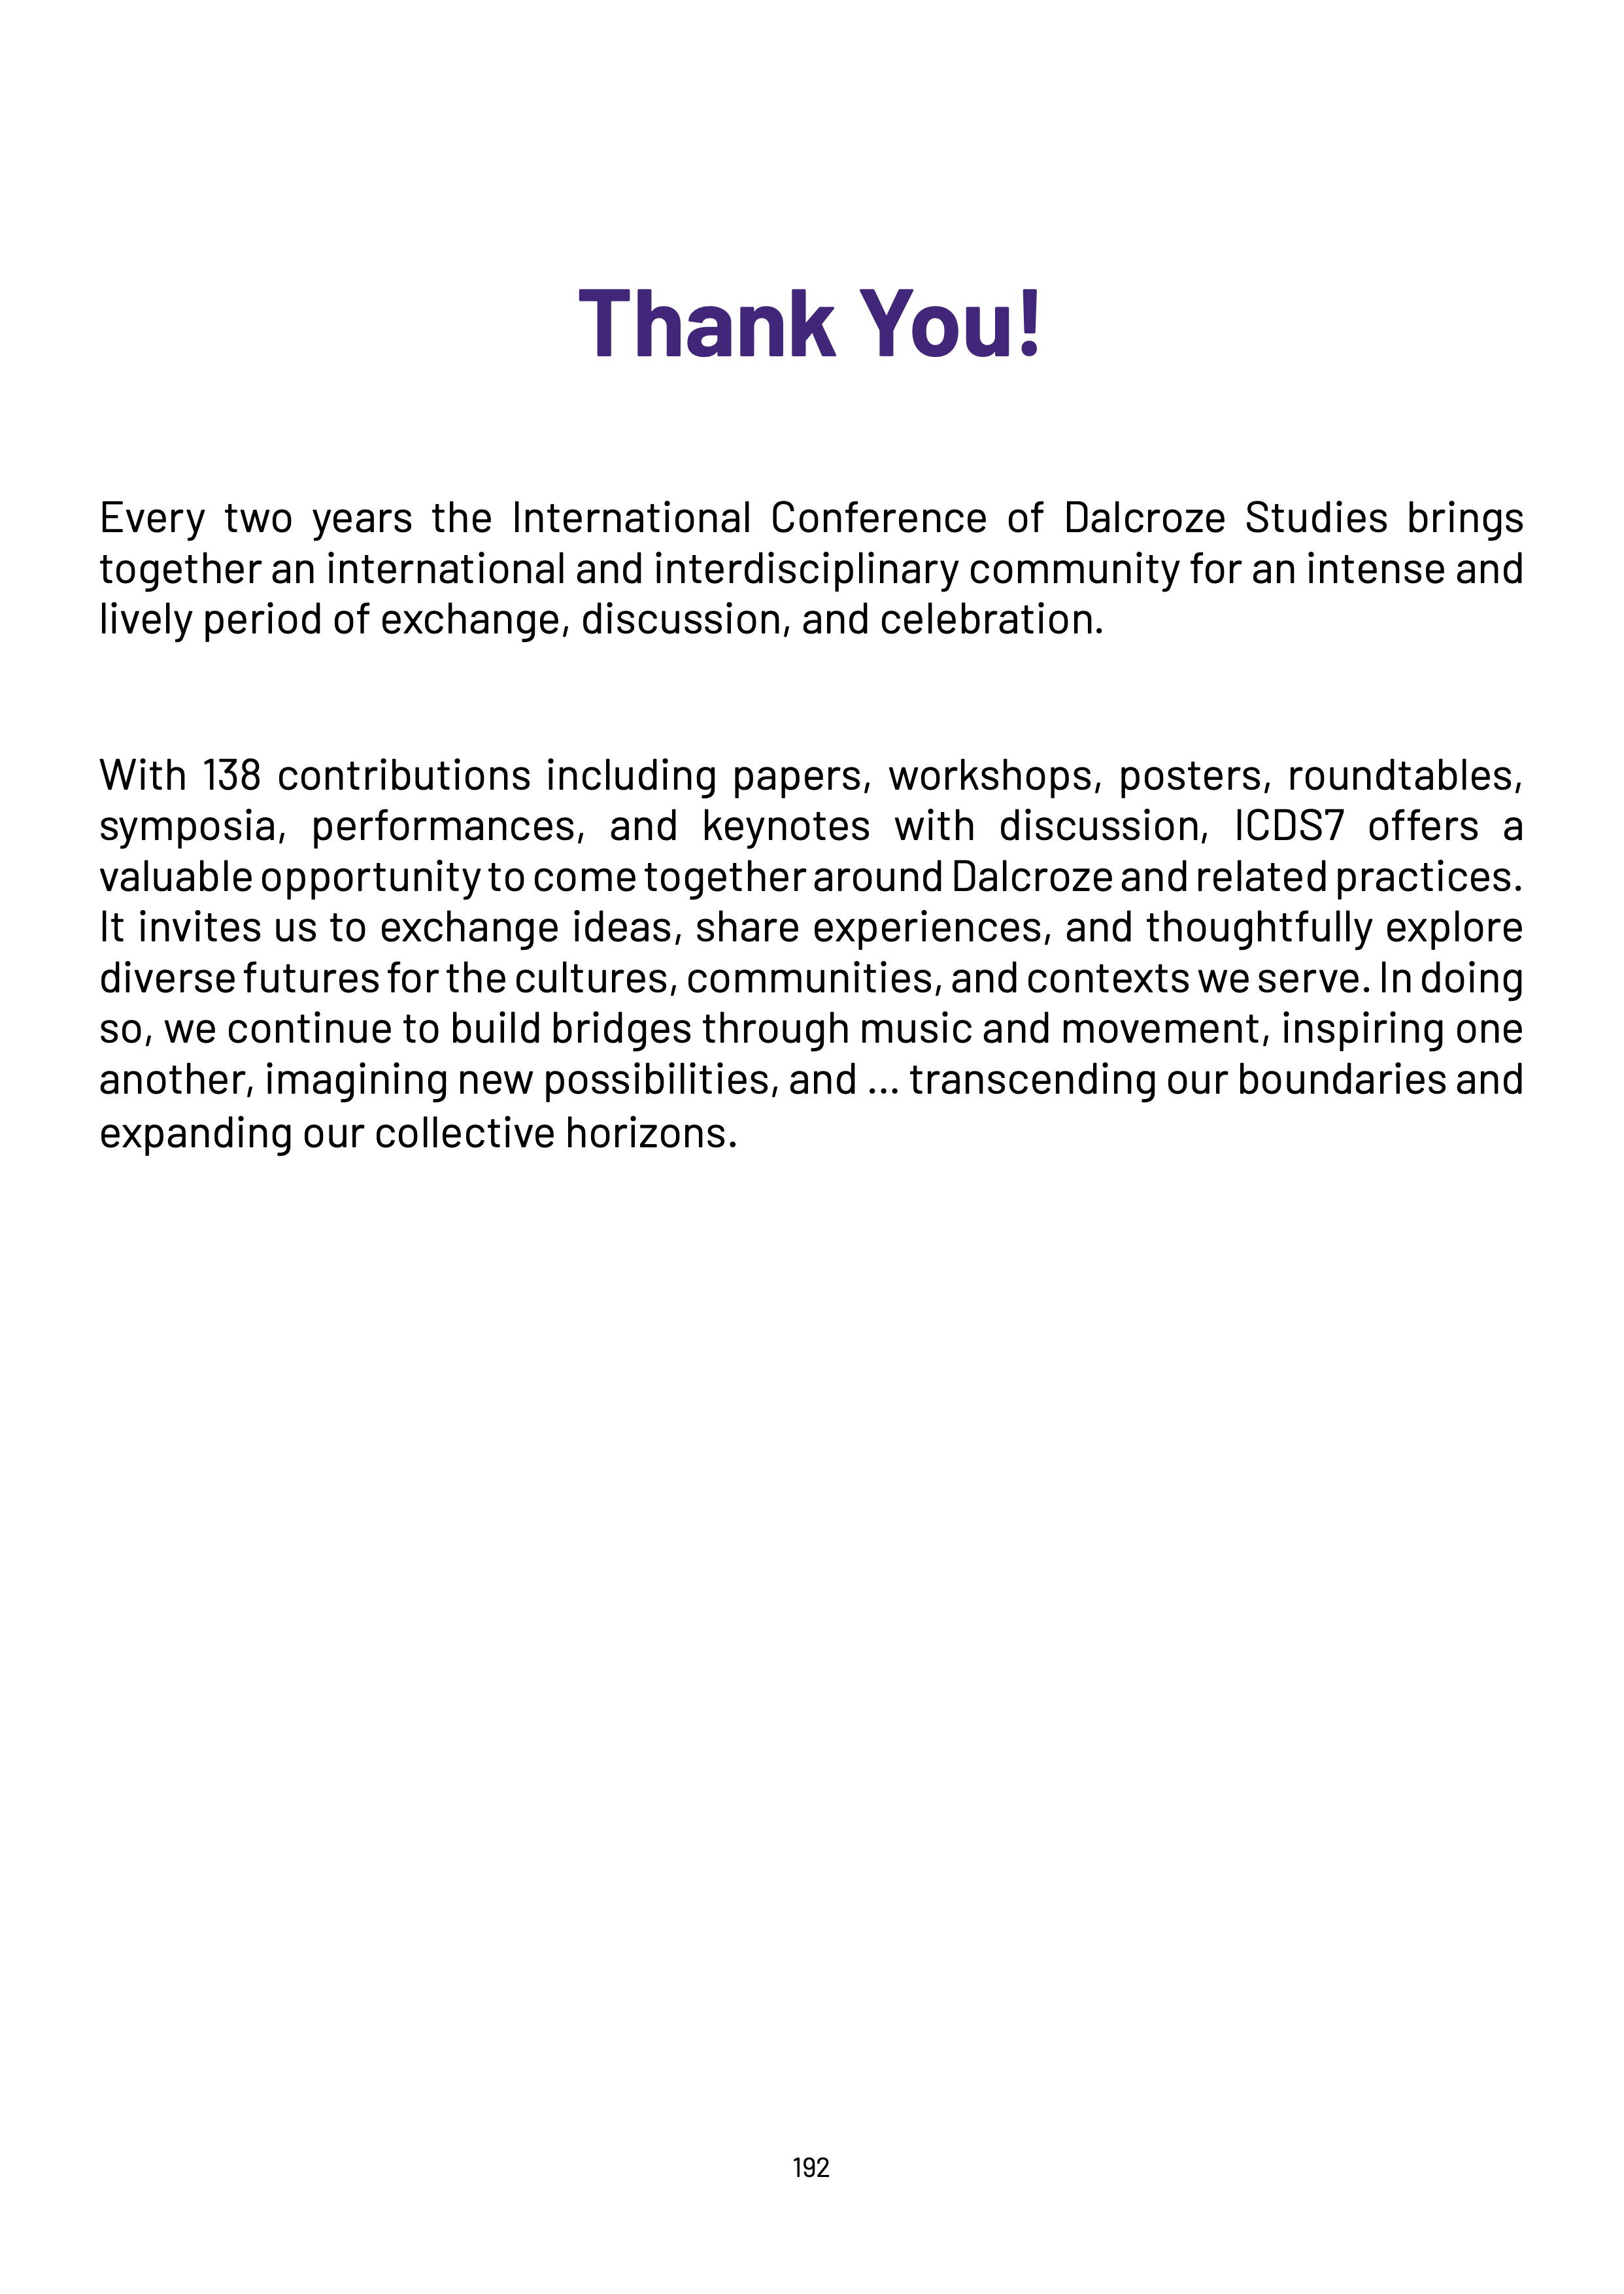 Thank You!
Every two years the International Conference of Dalcroze Studies brings
together an international and interdisciplinary community for an intense and
lively period of exchange, discussion, and celebration.
With 138 contributions including papers, workshops, posters, roundtables,
symposia, performances, and keynotes with discussion, ICDS7 offers a
valuable opportunity to come together around Dalcroze and related practices.
It invites us to exchange ideas, share experiences, and thoughtfully explore
diverse futures for the cultures, communities, and contexts we serve. In doing
so, we continue to build bridges through music and movement, inspiring one
another, imagining new possibilities, and ... transcending our boundaries and
expanding our collective horizons.
192